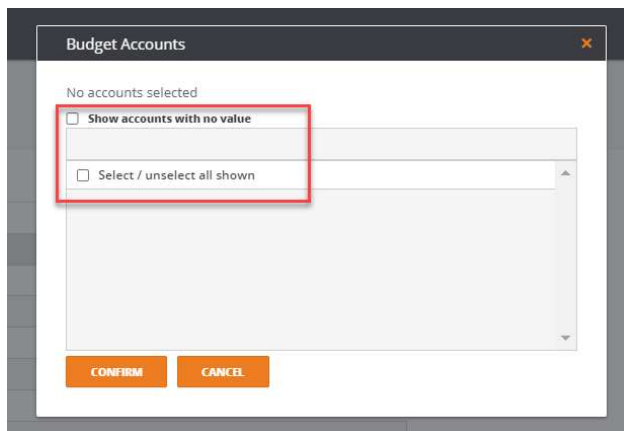 Budget Accounts
No accounts selected
Show accounts with no value
Select / unselect all shown
CONFIRM CANCEL